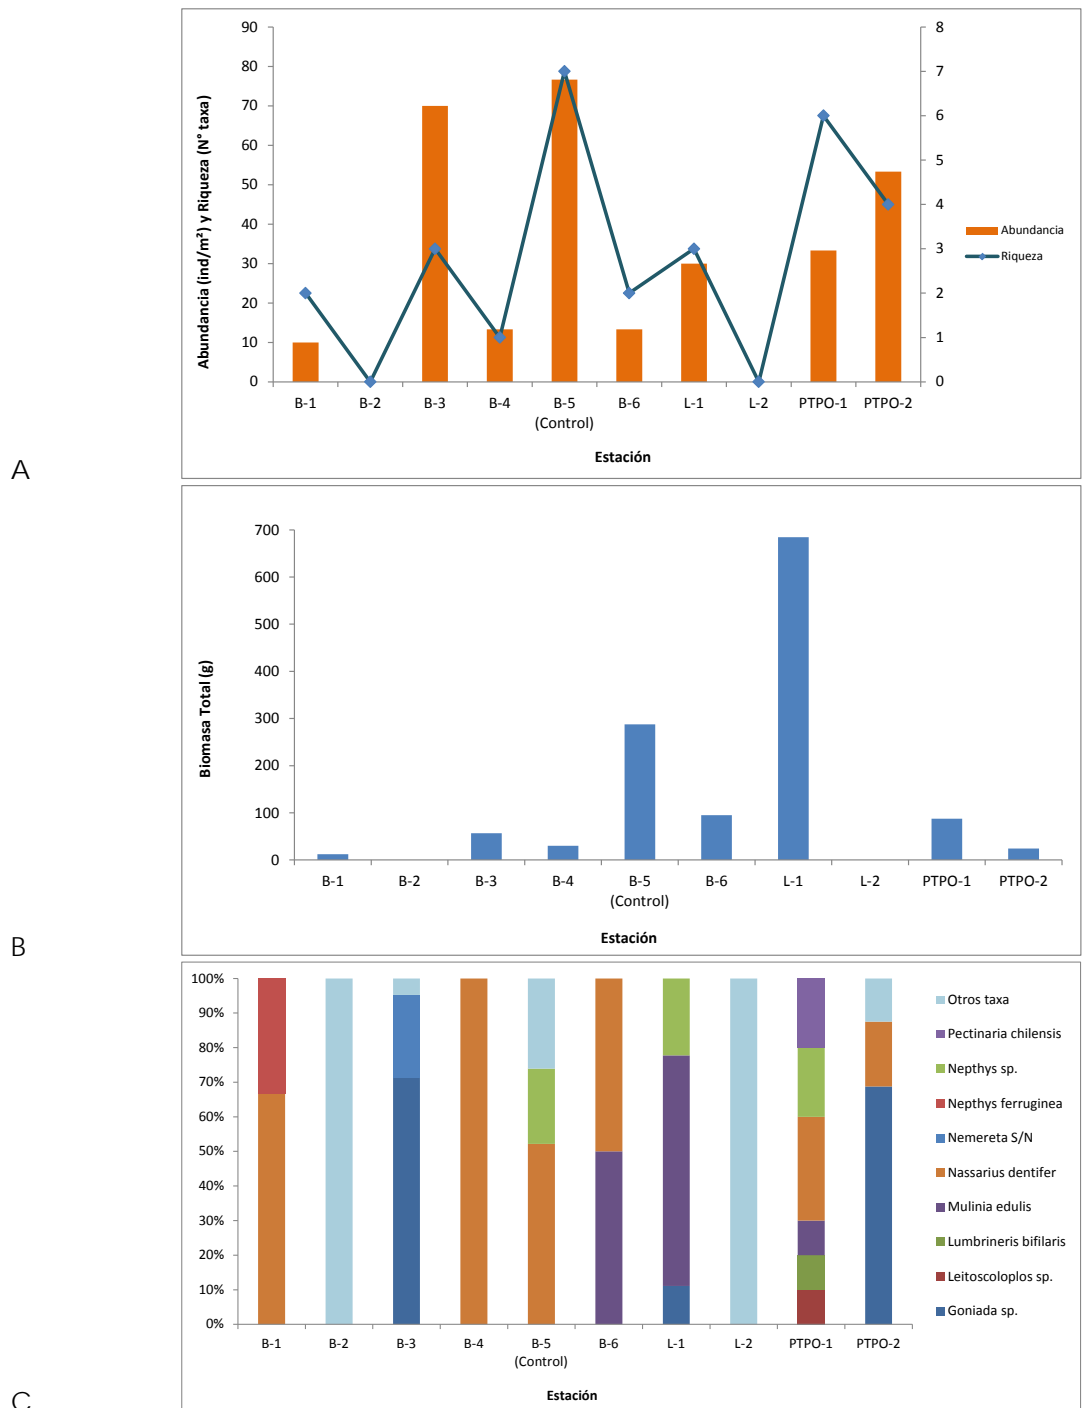 90
80
70
60
50
40
30
20
10
0
8
7
6
5
4
3
2
1
0
Abundancia (ind/m²) y Riqueza (N° taxa)
B-1 B-2 B-3 B-4 B-5 (Control) B-6 L-1 L-2 PTPO-1 PTPO-2
Estación
Abundancia
Riqueza
A
700
600
500
400
300
200
100
0
Biomasa Total (g)
B-1 B-2 B-3 B-4 B-5 (Control) B-6 L-1 L-2 PTPO-1 PTPO-2
Estación
B
100%
90%
80%
70%
60%
50%
40%
30%
20%
10%
0%
B-1 B-2 B-3 B-4 B-5 (Control) B-6 L-1 L-2 PTPO-1 PTPO-2
Estación
Otros taxa
Pectinaria chilensis
Nepthys sp.
Nepthys ferruginea
Nemereta S/N
Nassarius dentifer
Mulinia edulis
Lumbrineris bifilaris
Leitoscoloplos sp.
Goniada sp.
C